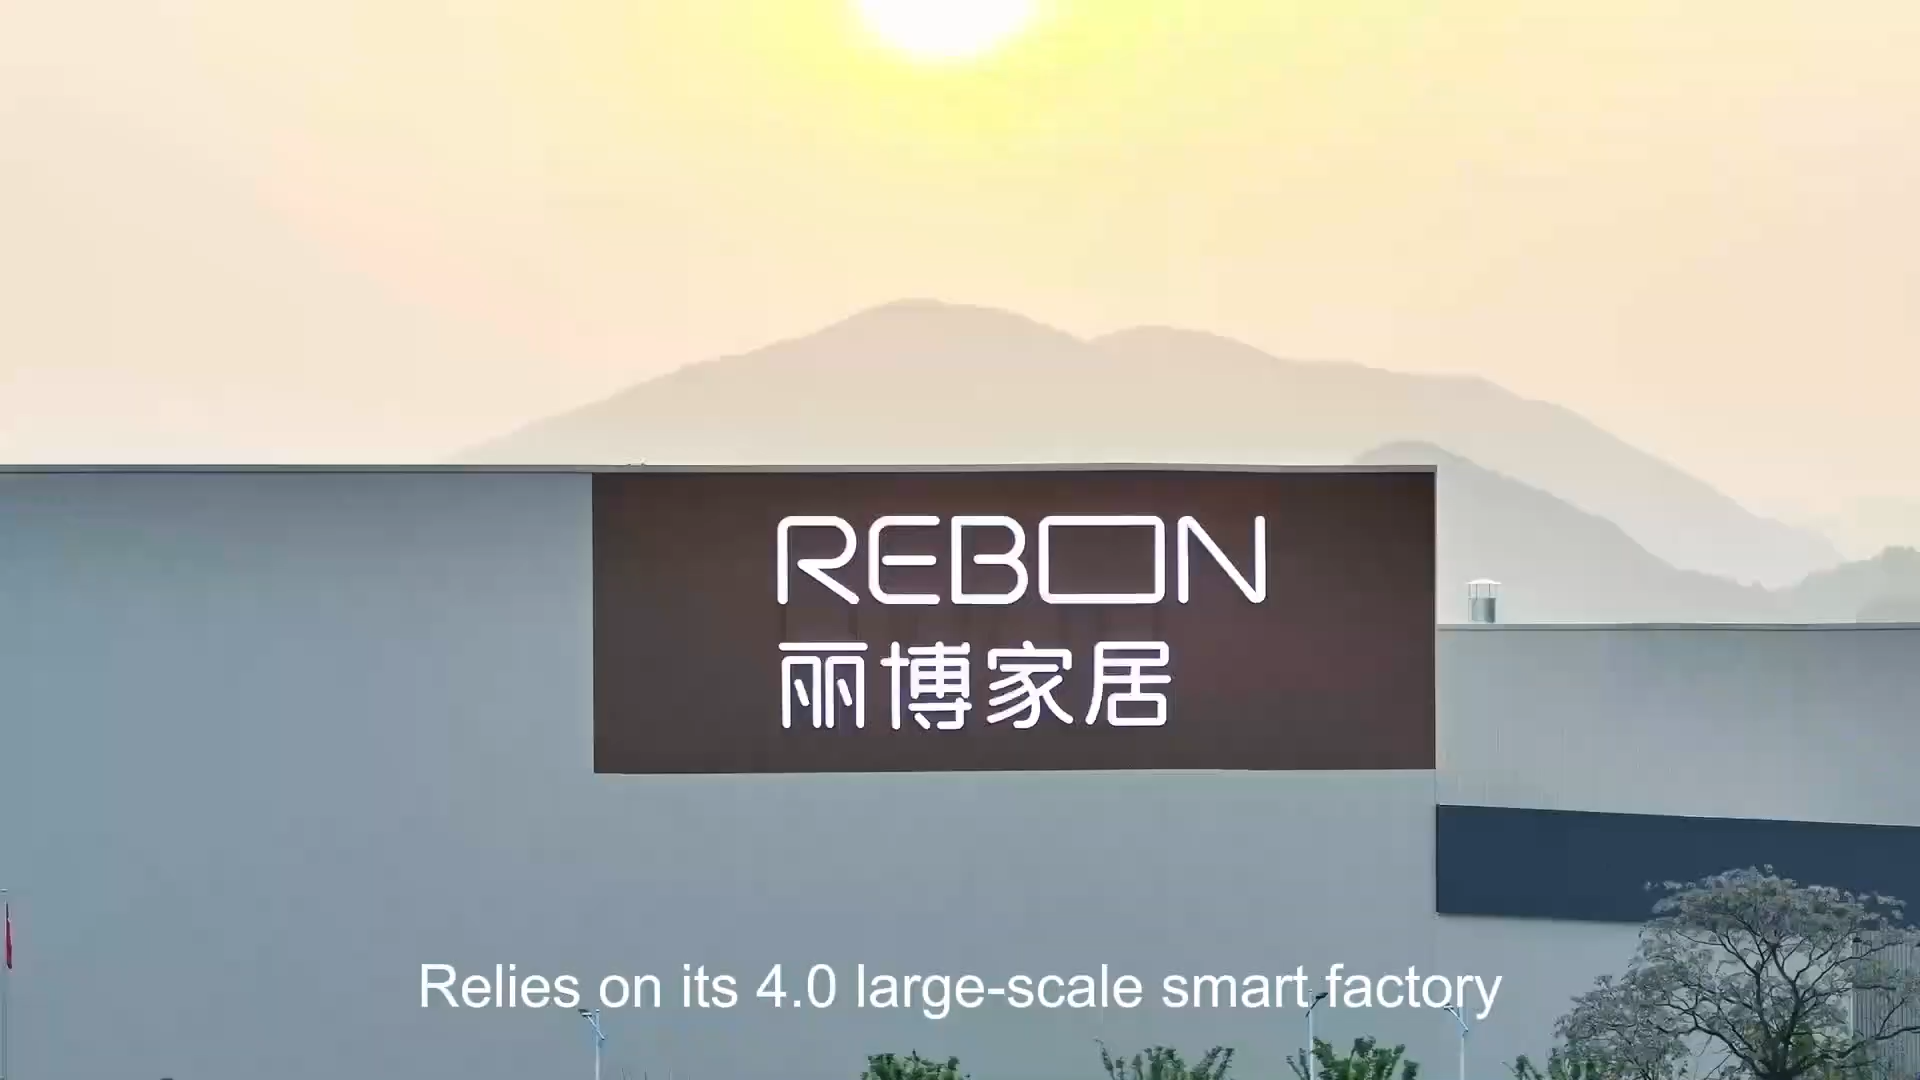 REBON
丽博家居
Relies on its 4.0 large-scale smart factory